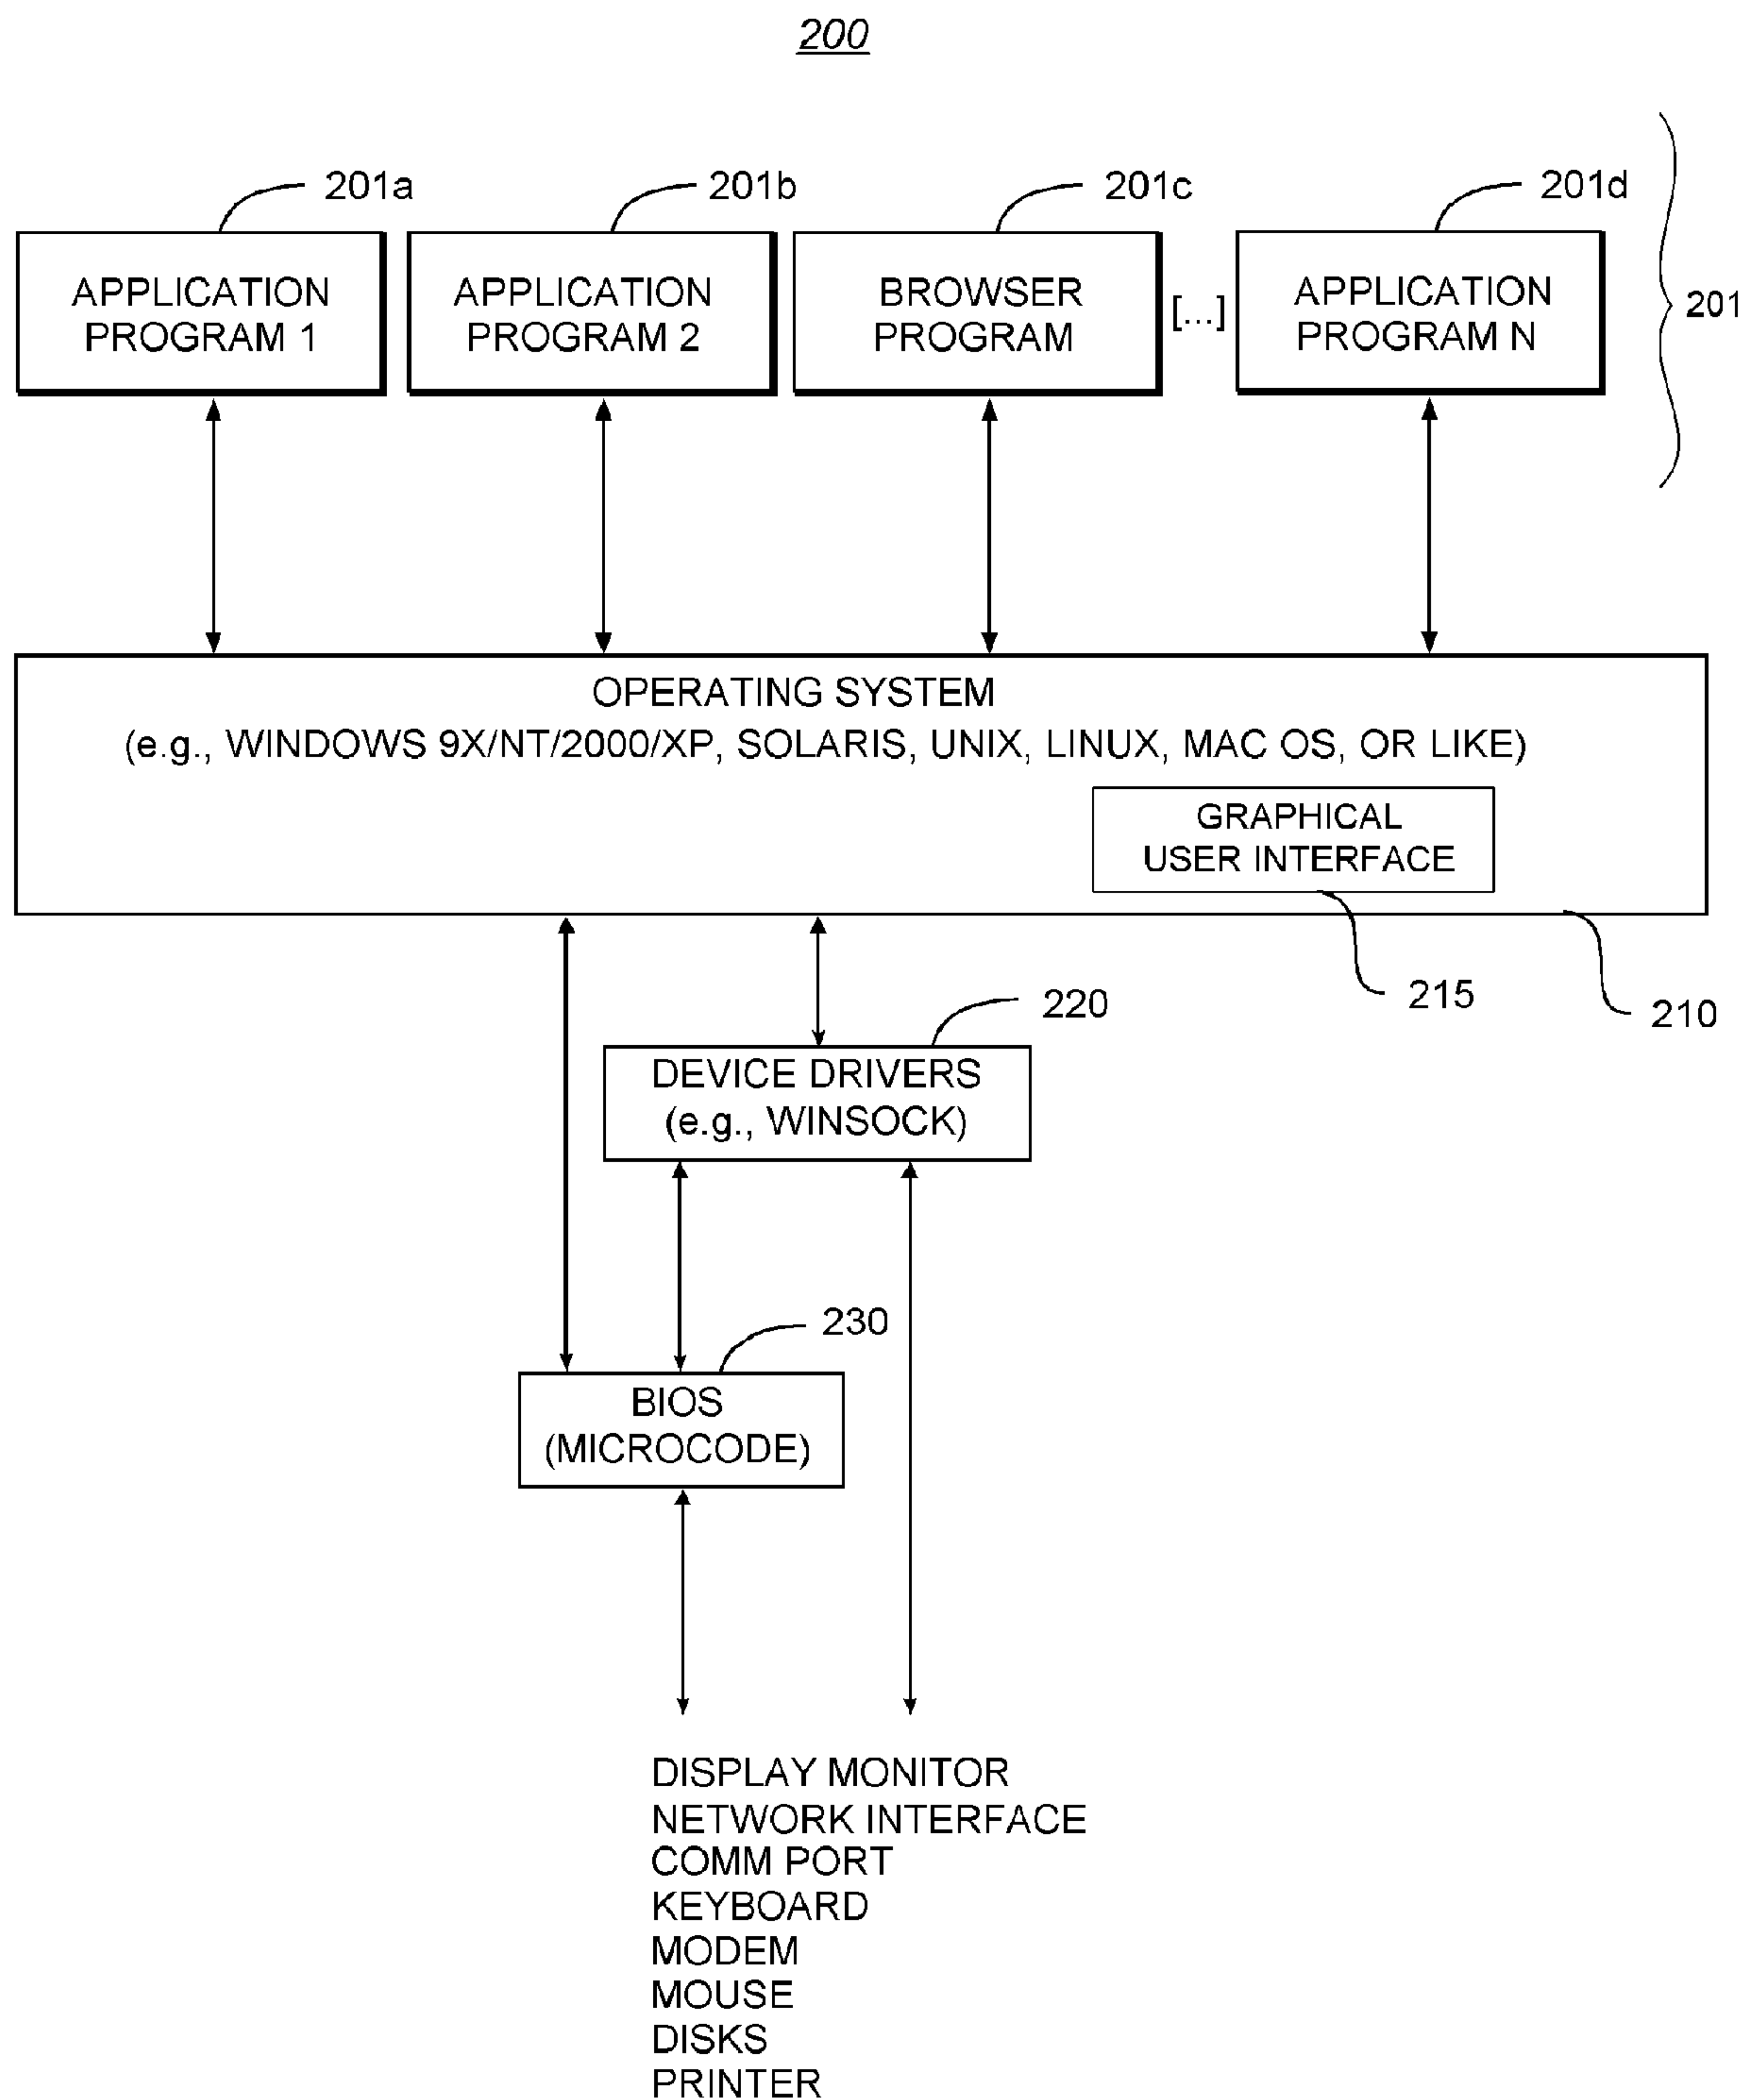 200
201a
201b
201c
201d
APPLICATION
PROGRAM 1
APPLICATION
PROGRAM 2
BROWSER
PROGRAM
[...]
APPLICATION
PROGRAM N
201
OPERATING SYSTEM
(e.g., WINDOWS 9X/NT/2000/XP, SOLARIS, UNIX, LINUX, MAC OS, OR LIKE)
GRAPHICAL
USER INTERFACE
215
210
220
DEVICE DRIVERS
(e.g., WINSOCK)
230
BIOS
(MICROCODE)
DISPLAY MONITOR
NETWORK INTERFACE
COMM PORT
KEYBOARD
MODEM
MOUSE
DISKS
PRINTER